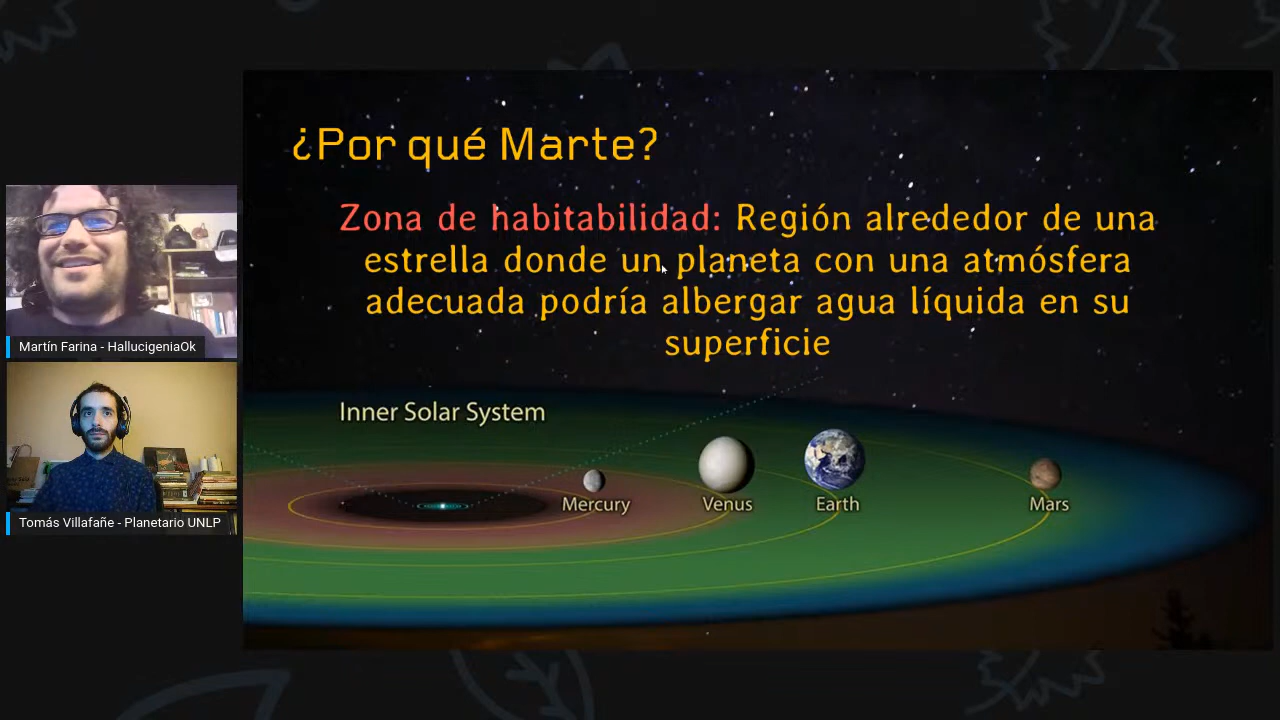 ¿Por qué Marte?
Zona de habitabilidad: Región alrededor de una
estrella donde un planeta con una atmósfera
adecuada podría albergar agua líquida en su
superficie
Inner Solar System
Mercury
Venus
Earth
Mars
Martín Farina - HallucigeniaOk
Tomás Villafañe - Planetario UNLP